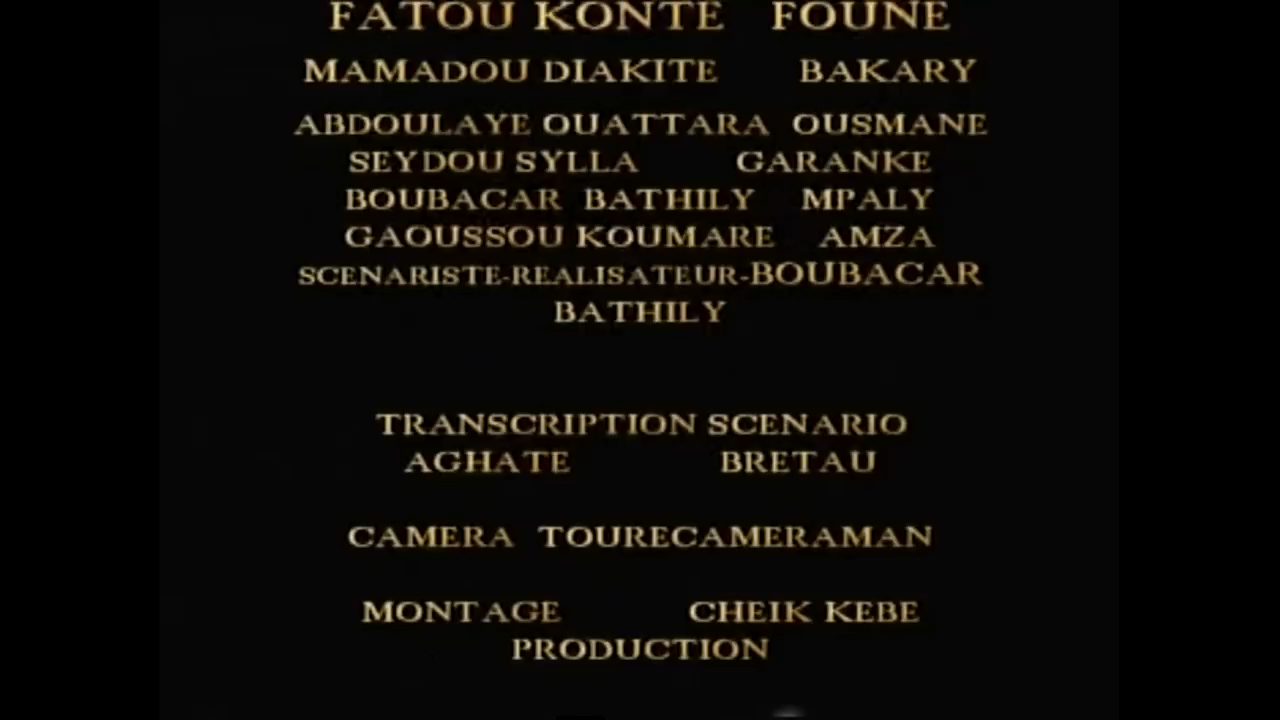 FATOU KONTE FOUNE
MAMADOU DIAKITE BAKARY
ABDOULAYE OUATTARA OUSMANE
SEYDOU SYLLA GARANKE
BOUBACAR BATHILY MPALY
GAOUSSOU KOUMARE AMZA
SCENARISTE-REALISATEUR-BOUBACAR
BATHILY
TRANSCRIPTION SCENARIO
AGHATE BRETAU
CAMERA TOURECAMERAMAN
MONTAGE CHEIK KEBE
PRODUCTION